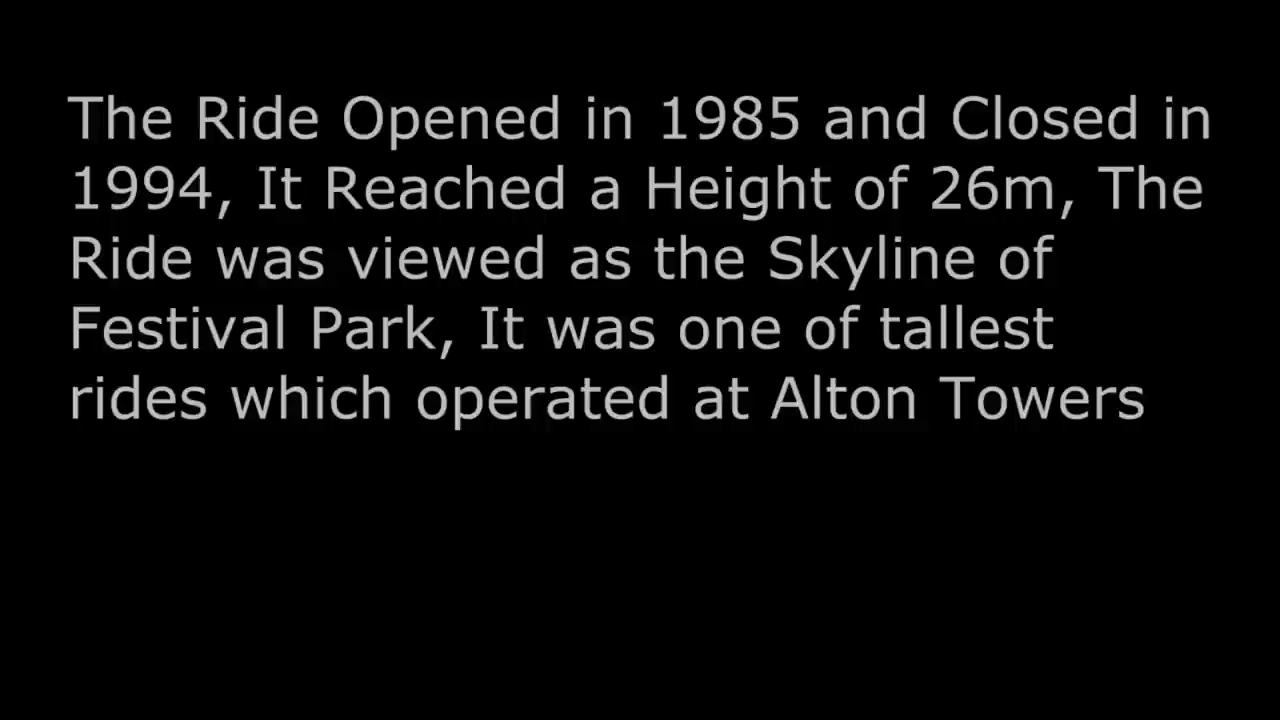 The Ride Opened in 1985 and Closed in
1994, It Reached a Height of 26m, The
Ride was viewed as the Skyline of
Festival Park, It was one of tallest
rides which operated at Alton Towers